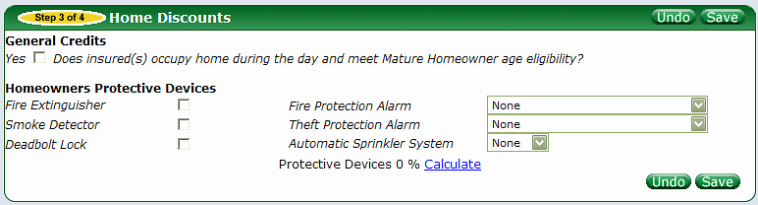 Step 3 of 4 Home Discounts Undo Save
General Credits
Yes Does insured(s) occupy home during the day and meet Mature Homeowner age eligibility?
Homeowners Protective Devices
Fire Extinguisher Fire Protection Alarm None
Smoke Detector Theft Protection Alarm None
Deadbolt Lock Automatic Sprinkler System None
Protective Devices 0 % Calculate
Undo Save